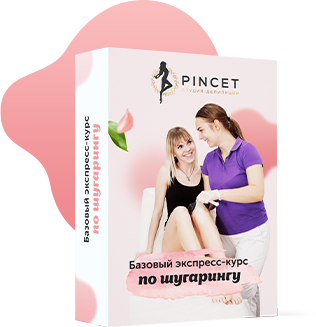 PINCET
СТУДИЯ ДЕПИЛЯЦИИ
Базовый экспресс-курс
по шугарингу
Базовый экспресс-курс
по шугарингу